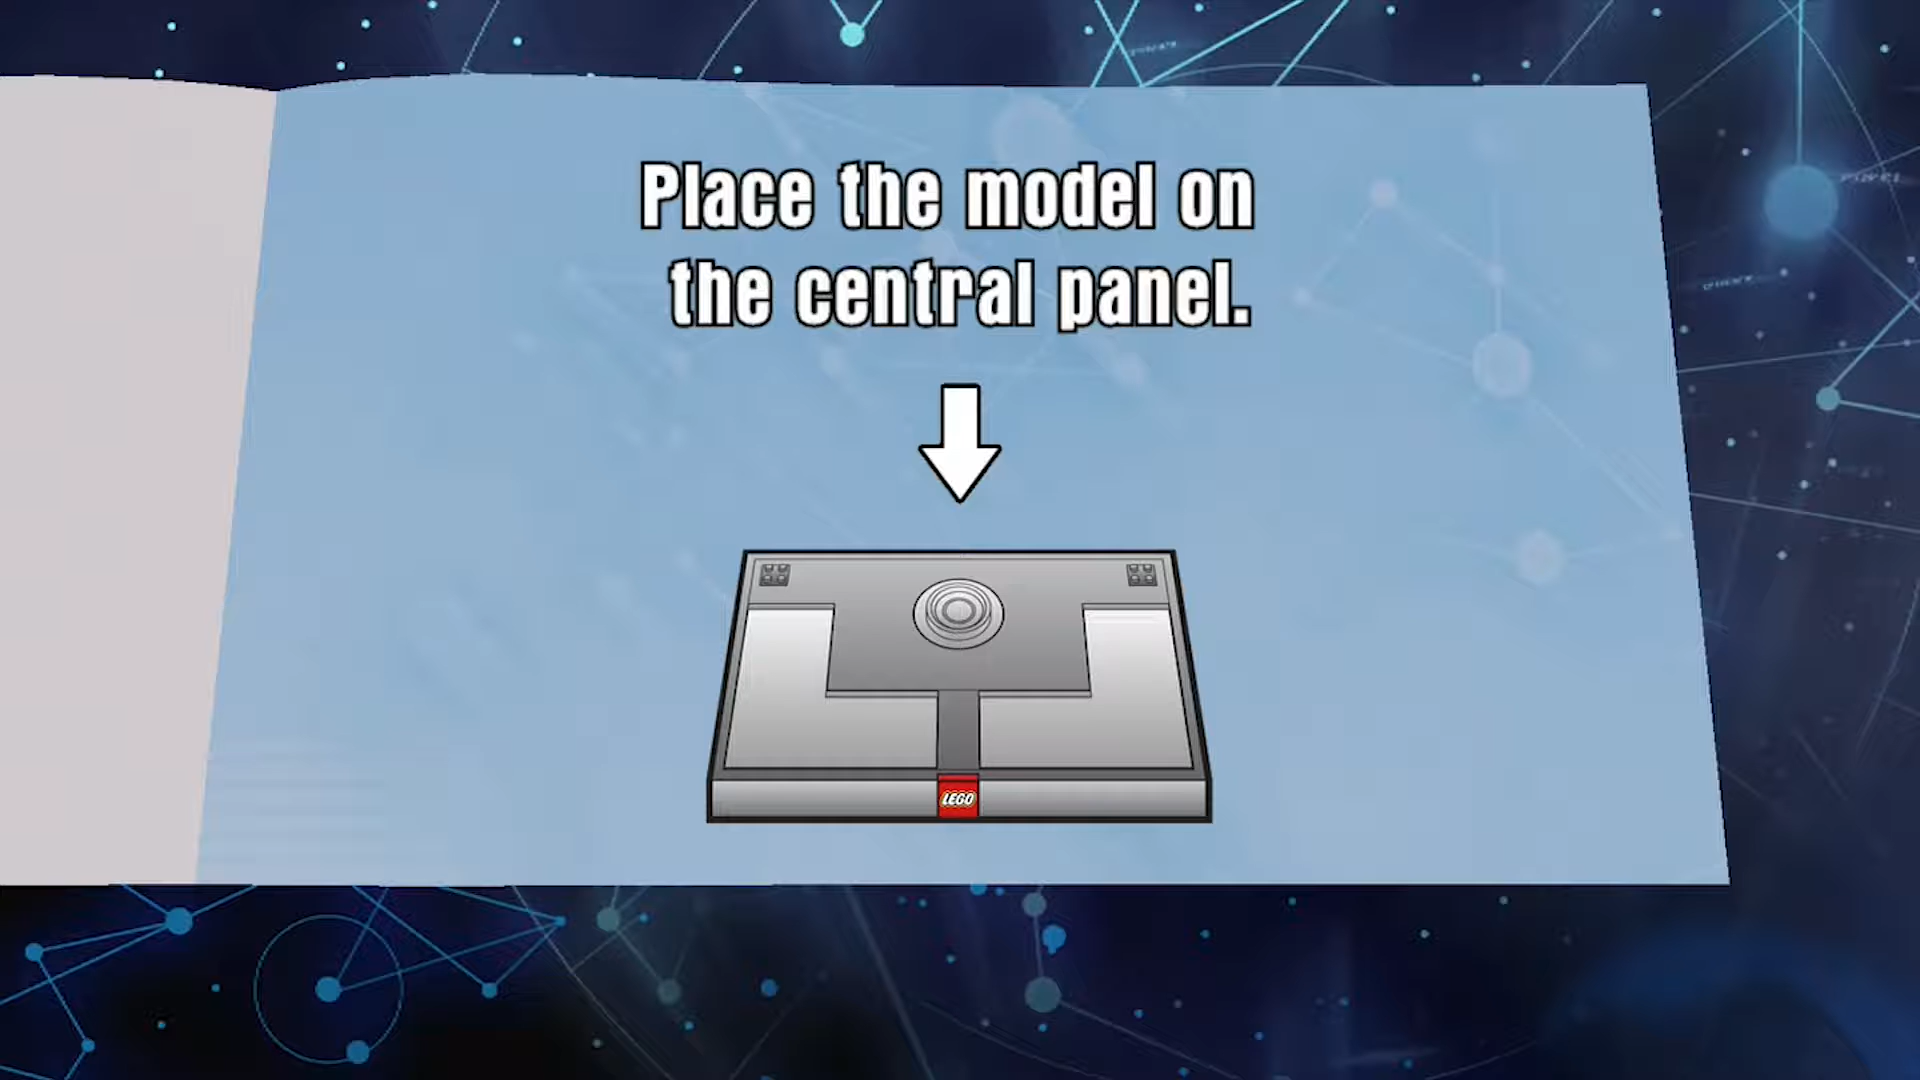 Place the model on
the central panel.
LEGO